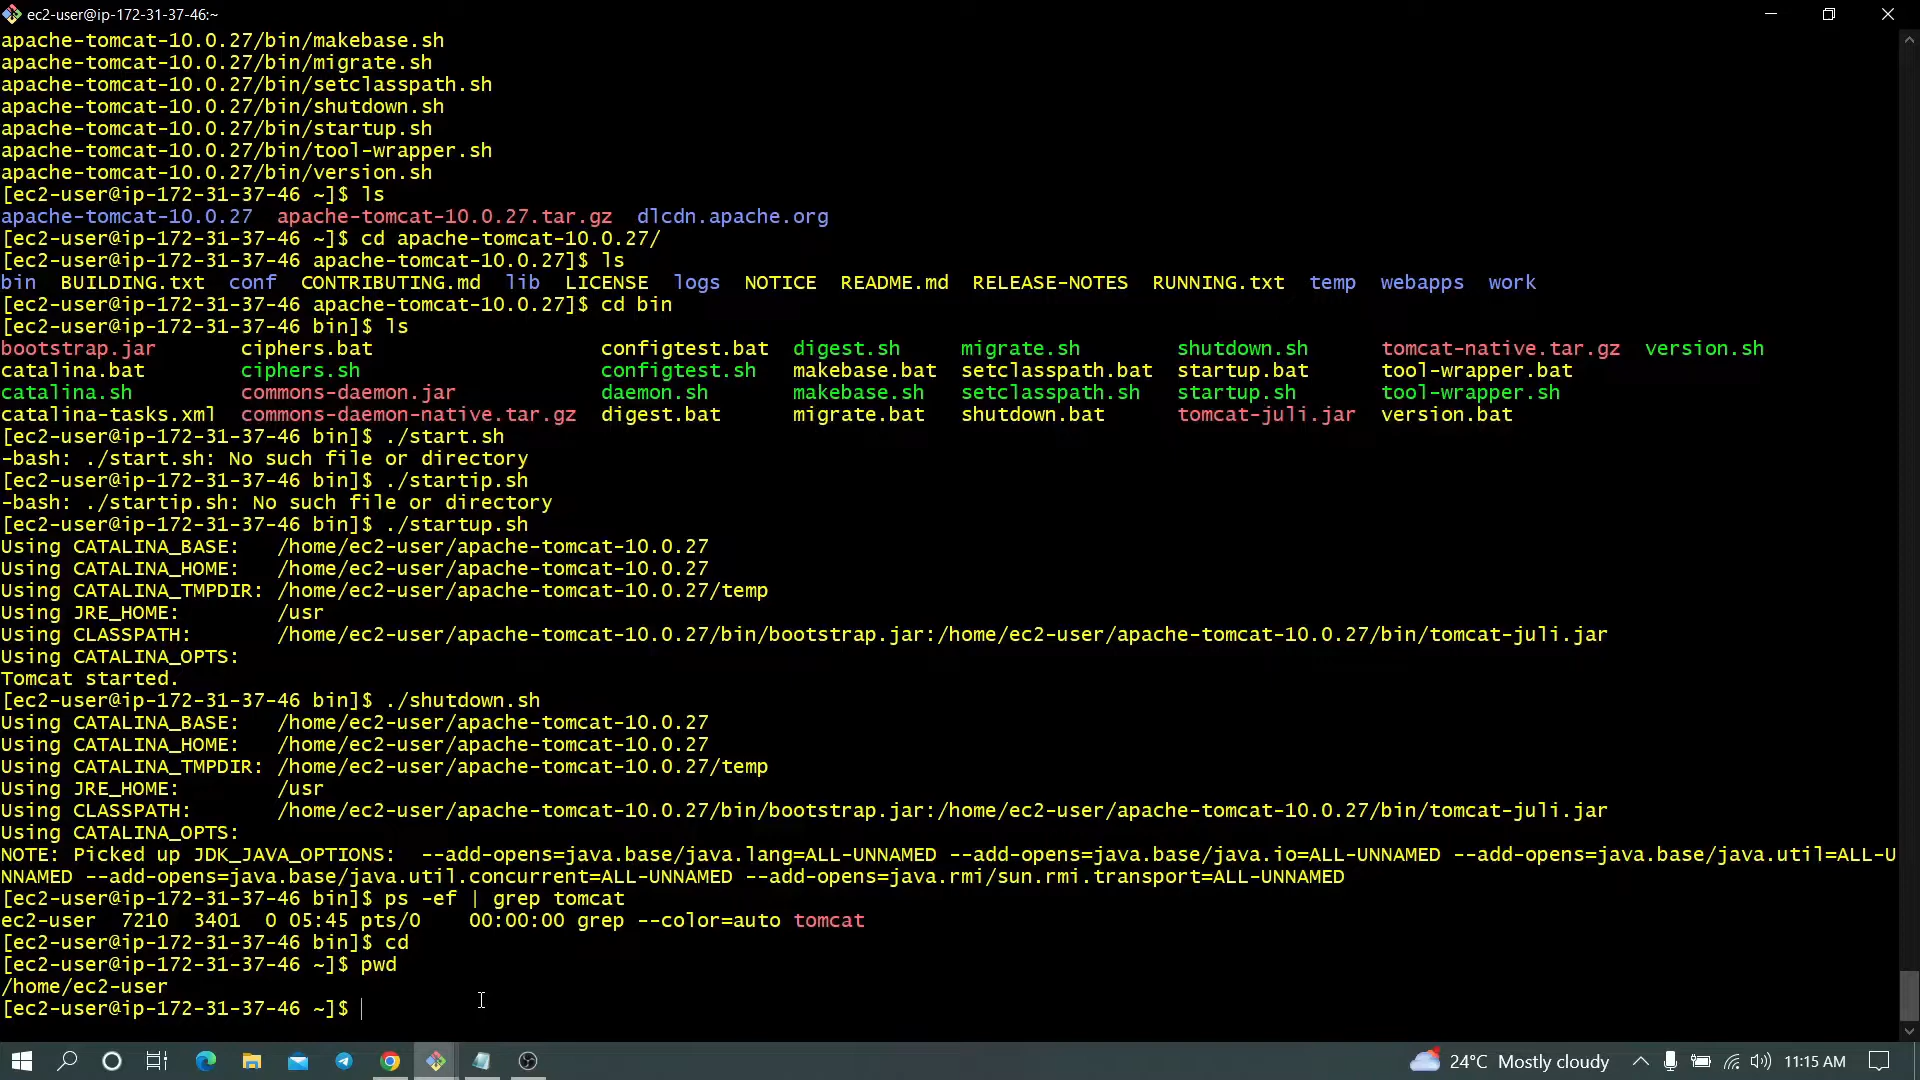 ec2-user@ip-172-31-37-46:~
apache-tomcat-10.0.27/bin/makebase.sh
apache-tomcat-10.0.27/bin/migrate.sh
apache-tomcat-10.0.27/bin/setclasspath.sh
apache-tomcat-10.0.27/bin/shutdown.sh
apache-tomcat-10.0.27/bin/startup.sh
apache-tomcat-10.0.27/bin/tool-wrapper.sh
apache-tomcat-10.0.27/bin/version.sh
[ec2-user@ip-172-31-37-46 ~]$ ls
apache-tomcat-10.0.27  apache-tomcat-10.0.27.tar.gz  dlcdn.apache.org
[ec2-user@ip-172-31-37-46 ~]$ cd apache-tomcat-10.0.27/
[ec2-user@ip-172-31-37-46 apache-tomcat-10.0.27]$ ls
bin  BUILDING.txt  conf  CONTRIBUTING.md  lib  LICENSE  logs  NOTICE  README.md  RELEASE-NOTES  RUNNING.txt  temp  webapps  work
[ec2-user@ip-172-31-37-46 apache-tomcat-10.0.27]$ cd bin
[ec2-user@ip-172-31-37-46 bin]$ ls
bootstrap.jar       ciphers.bat                   configtest.bat  digest.sh     migrate.sh        shutdown.sh      tomcat-native.tar.gz  version.sh
catalina.bat        ciphers.sh                    configtest.sh   makebase.bat  setclasspath.bat  startup.bat      tool-wrapper.bat
catalina.sh         commons-daemon.jar            daemon.sh       makebase.sh   setclasspath.sh   startup.sh       tool-wrapper.sh
catalina-tasks.xml  commons-daemon-native.tar.gz  digest.bat      migrate.bat   shutdown.bat      tomcat-juli.jar  version.bat
[ec2-user@ip-172-31-37-46 bin]$ ./start.sh
-bash: ./start.sh: No such file or directory
[ec2-user@ip-172-31-37-46 bin]$ ./startip.sh
-bash: ./startip.sh: No such file or directory
[ec2-user@ip-172-31-37-46 bin]$ ./startup.sh
Using CATALINA_BASE:   /home/ec2-user/apache-tomcat-10.0.27
Using CATALINA_HOME:   /home/ec2-user/apache-tomcat-10.0.27
Using CATALINA_TMPDIR: /home/ec2-user/apache-tomcat-10.0.27/temp
Using JRE_HOME:        /usr
Using CLASSPATH:       /home/ec2-user/apache-tomcat-10.0.27/bin/bootstrap.jar:/home/ec2-user/apache-tomcat-10.0.27/bin/tomcat-juli.jar
Using CATALINA_OPTS:
Tomcat started.
[ec2-user@ip-172-31-37-46 bin]$ ./shutdown.sh
Using CATALINA_BASE:   /home/ec2-user/apache-tomcat-10.0.27
Using CATALINA_HOME:   /home/ec2-user/apache-tomcat-10.0.27
Using CATALINA_TMPDIR: /home/ec2-user/apache-tomcat-10.0.27/temp
Using JRE_HOME:        /usr
Using CLASSPATH:       /home/ec2-user/apache-tomcat-10.0.27/bin/bootstrap.jar:/home/ec2-user/apache-tomcat-10.0.27/bin/tomcat-juli.jar
Using CATALINA_OPTS:
NOTE: Picked up JDK_JAVA_OPTIONS:  --add-opens=java.base/java.lang=ALL-UNNAMED --add-opens=java.base/java.io=ALL-UNNAMED --add-opens=java.base/java.util=ALL-U
NNAMED --add-opens=java.base/java.util.concurrent=ALL-UNNAMED --add-opens=java.rmi/sun.rmi.transport=ALL-UNNAMED
[ec2-user@ip-172-31-37-46 bin]$ ps -ef | grep tomcat
ec2-user  7210  3401  0 05:45 pts/0    00:00:00 grep --color=auto tomcat
[ec2-user@ip-172-31-37-46 bin]$ cd
[ec2-user@ip-172-31-37-46 ~]$ pwd
/home/ec2-user
[ec2-user@ip-172-31-37-46 ~]$
24°C Mostly cloudy 11:15 AM